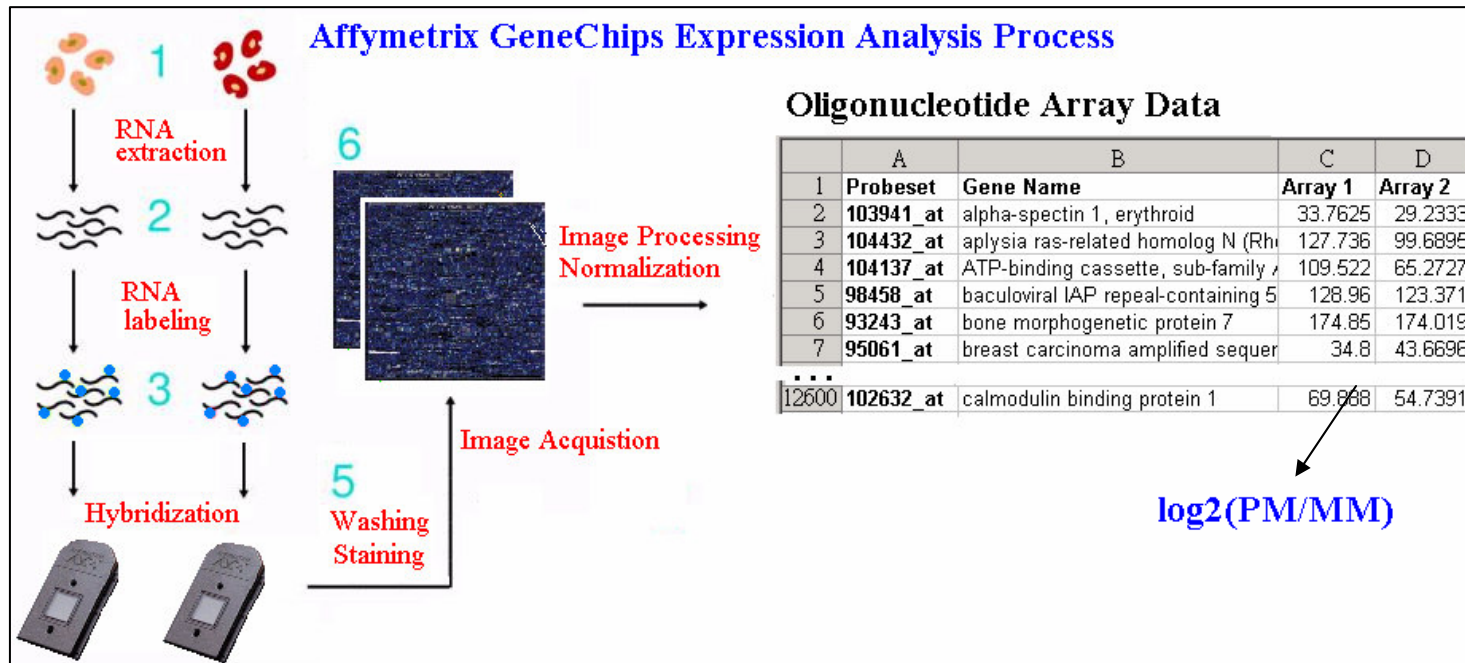 Affymetrix GeneChips Expression Analysis Process
1
RNA
extraction
2
RNA
labeling
3
Hybridization
5
Washing
Staining
Image Acquistion
6
Image Processing
Normalization
Oligonucleotide Array Data
A B C D
1 Probeset Gene Name Array 1 Array 2
2 103941_at alpha-spectin 1, erythroid 33.7625 29.2333
3 104432_at aplysia ras-related homolog N (Rh 127.736 99.6895
4 104137_at ATP-binding cassette, sub-family 109.522 65.2727
5 98458_at baculoviral IAP repeal-containing 5 128.96 123.371
6 93243_at bone morphogenetic protein 7 174.85 174.019
7 95061_at breast carcinoma amplified sequer 34.8 43.6696
...
12600 102632_at calmodulin binding protein 1 54.7391
log2(PM/MM)